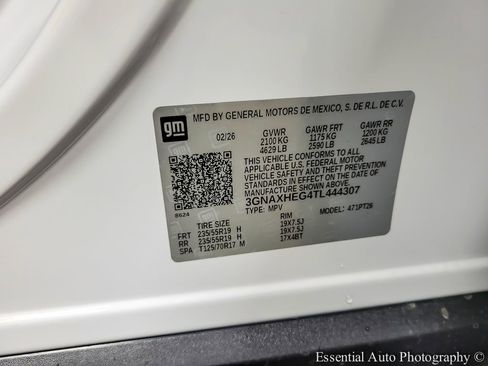 gm
MFD BY GENERAL MOTORS DE MEXICO, S. DE R.L. DE C.V.
02/26 GVWR GAWR FRT GAWR RR
2100 KG 1175 KG 1200 KG
4629 LB 2590 LB 2645 LB
THIS VEHICLE CONFORMS TO ALL
APPLICABLE U.S. FEDERAL MOTOR
VEHICLE SAFETY AND THEFT PREVENTION
STANDARDS IN EFFECT ON THE DATE OF
MANUFACTURE SHOWN ABOVE.
3GNAXHEG4TL444307
8624 TYPE: MPV MODEL: 471PT26
TIRE SIZE RIM
FRT 235/55R19 H 19X7.5J
RR 235/55R19 H 19X7.5J
SPA T125/70R17 M 17X4BT
Essential Auto Photography ©